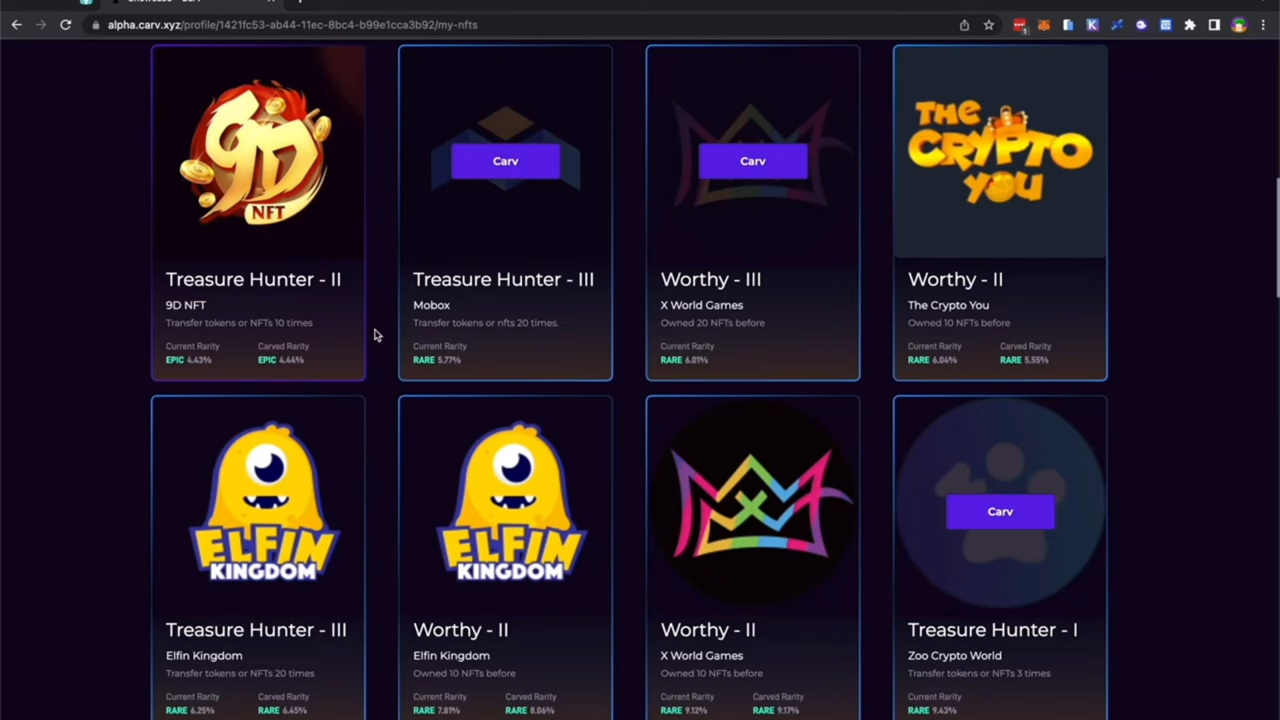 alpha.carv.xyz/profile/1421fc53-ab44-11ec-8bc4-b99e1cca3b92/my-nfts
9D
NFT
Carv
Carv
THE
CRYPTO
YOU
Treasure Hunter - II
Treasure Hunter - III
Worthy - III
Worthy - II
9D NFT
Mobox
X World Games
The Crypto You
Transfer tokens or NFTs 10 times
Transfer tokens or nfts 20 times.
Owned 20 NFTs before
Owned 10 NFTs before
Current Rarity
Carved Rarity
Current Rarity
Current Rarity
Current Rarity
Carved Rarity
EPIC 4.43%
EPIC 4.44%
RARE 5.77%
RARE 6.01%
RARE 6.04%
RARE 5.55%
ELFIN
KINGDOM
ELFIN
KINGDOM
Carv
Treasure Hunter - III
Worthy - II
Worthy - II
Treasure Hunter - I
Elfin Kingdom
Elfin Kingdom
X World Games
Zoo Crypto World
Transfer tokens or NFTs 20 times
Owned 10 NFTs before
Owned 10 NFTs before
Transfer tokens or NFTs 3 times
Current Rarity
Carved Rarity
Current Rarity
Carved Rarity
Current Rarity
Carved Rarity
Current Rarity
RARE 6.25%
RARE 6.45%
RARE 7.81%
RARE 8.06%
RARE 9.12%
RARE 9.17%
RARE 9.43%